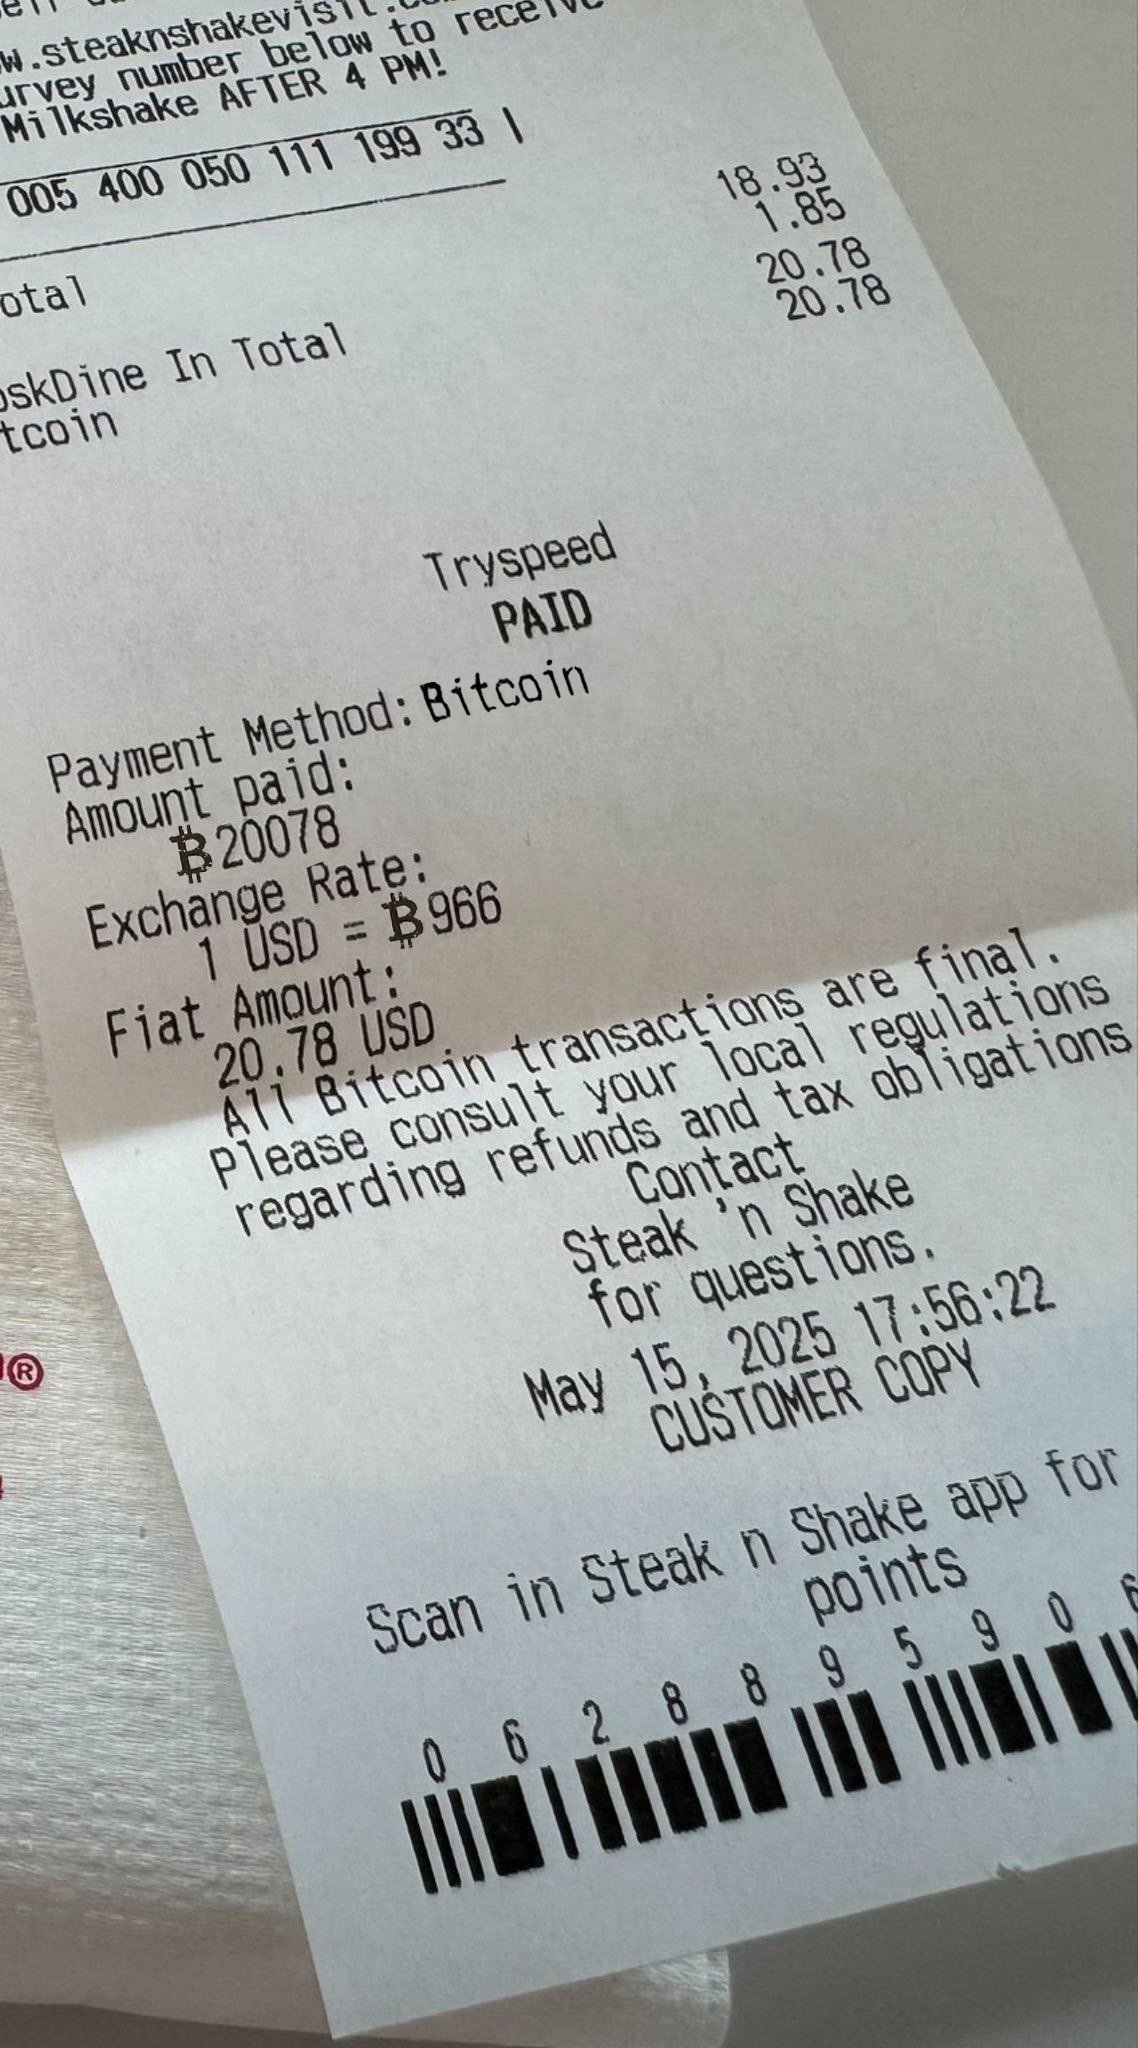 w.steaknshakevisit.
urvey number below to receive
Milkshake AFTER 4 PM!
005 400 050 111 199 33 |
18.93
1.85
otal 20.78
oskDine In Total 20.78
tcoin
Tryspeed
PAID
Payment Method: Bitcoin
Amount paid:
₿20078
Exchange Rate:
1 USD = ₿966
Fiat Amount:
20.78 USD
All Bitcoin transactions are final.
Please consult your local regulations
regarding refunds and tax obligations
Contact
Steak 'n Shake
for questions.
May 15, 2025 17:56:22
CUSTOMER COPY
Scan in Steak n Shake app for
points
0 6 2 8 8 9 5 9 0 6
®